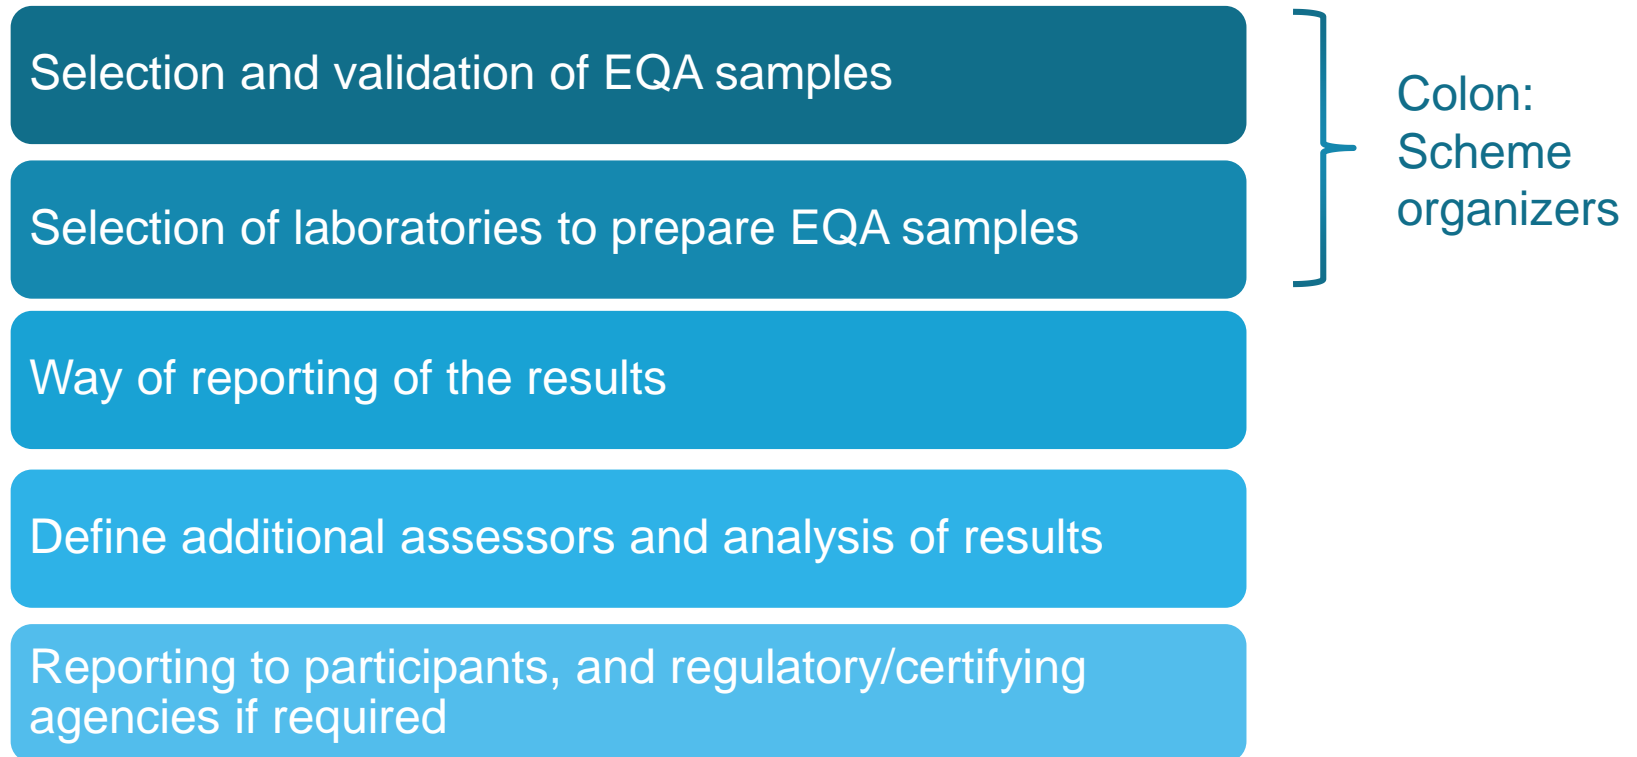 Selection and validation of EQA samples
Selection of laboratories to prepare EQA samples
Way of reporting of the results
Define additional assessors and analysis of results
Reporting to participants, and regulatory/certifying
agencies if required
Colon:
Scheme
organizers